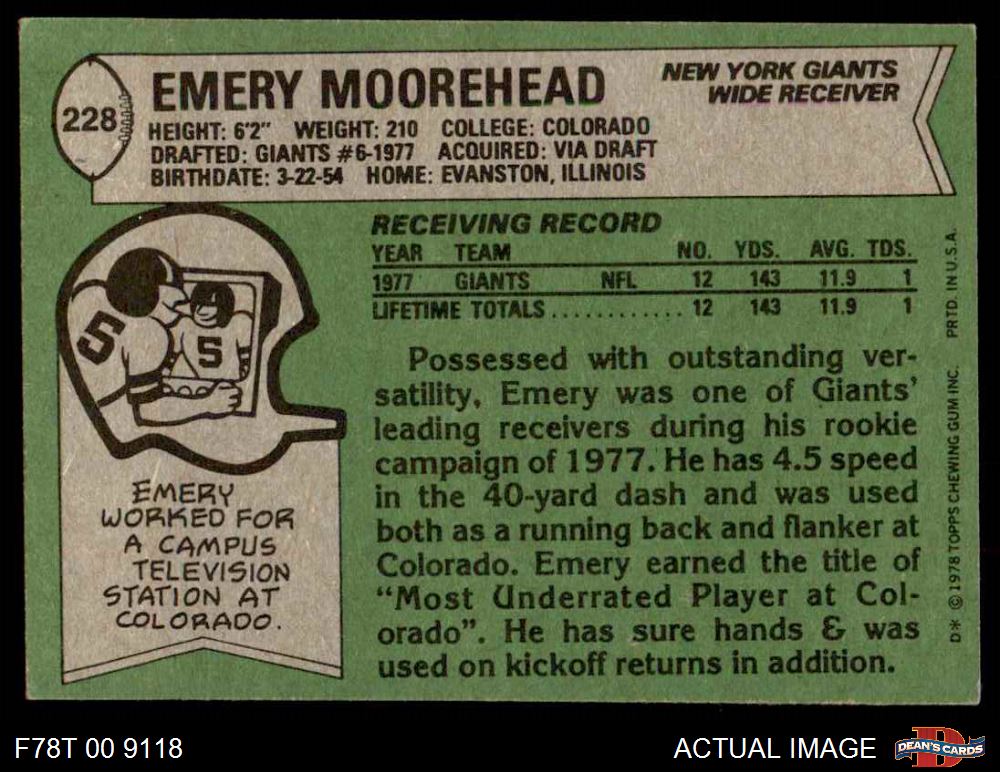 228
EMERY MOOREHEAD
NEW YORK GIANTS
WIDE RECEIVER
HEIGHT: 6'2" WEIGHT: 210 COLLEGE: COLORADO
DRAFTED: GIANTS #6-1977 ACQUIRED: VIA DRAFT
BIRTHDATE: 3-22-54 HOME: EVANSTON, ILLINOIS
RECEIVING RECORD
YEAR TEAM NO. YDS. AVG. TDS.
1977 GIANTS NFL 12 143 11.9 1
LIFETIME TOTALS............ 12 143 11.9 1
5
5
EMERY
WORKED FOR
A CAMPUS
TELEVISION
STATION AT
COLORADO.
Possessed with outstanding ver-
satility, Emery was one of Giants'
leading receivers during his rookie
campaign of 1977. He has 4.5 speed
in the 40-yard dash and was used
both as a running back and flanker at
Colorado. Emery earned the title of
"Most Underrated Player at Col-
orado". He has sure hands & was
used on kickoff returns in addition.
D* © 1978 TOPPS CHEWING GUM INC. PRTD. IN U.S.A.
F78T 00 9118
ACTUAL IMAGE
D
DEAN'S CARDS